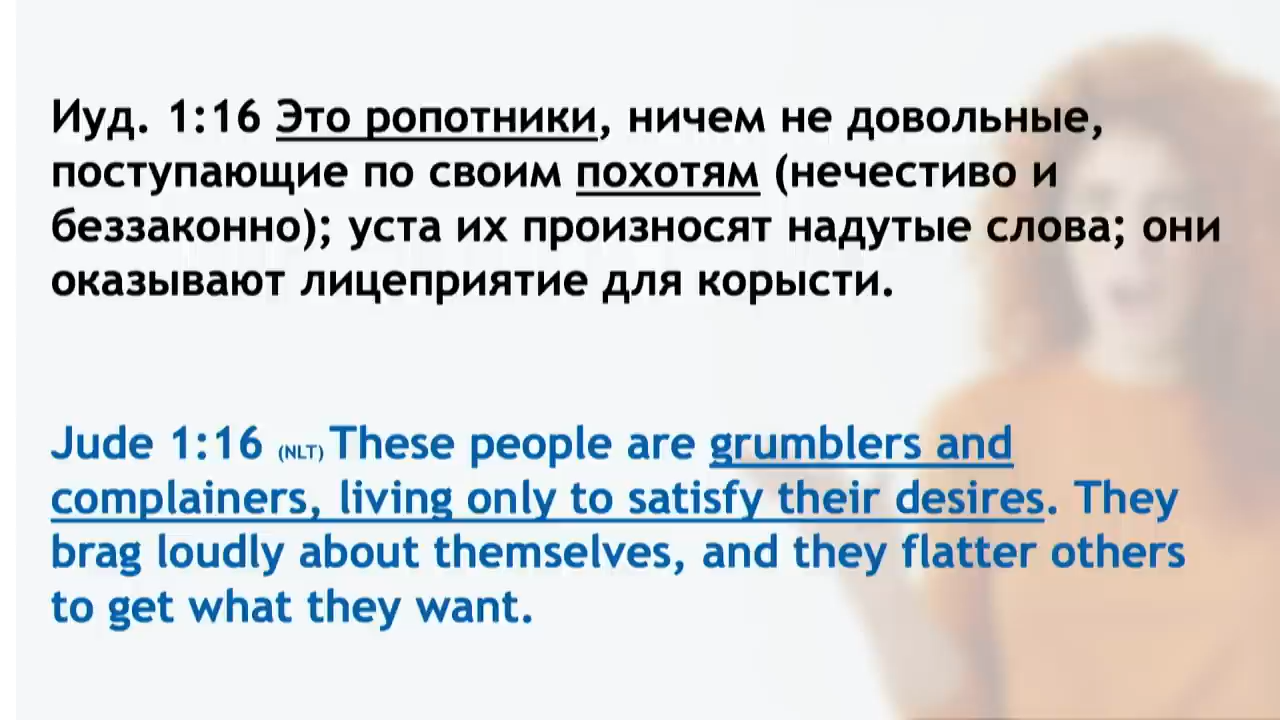 Иуд. 1:16 Это ропотники, ничем не довольные,
поступающие по своим похотям (нечестиво и
беззаконно); уста их произносят надутые слова; они
оказывают лицеприятие для корысти.
Jude 1:16 (NLT) These people are grumblers and
complainers, living only to satisfy their desires. They
brag loudly about themselves, and they flatter others
to get what they want.